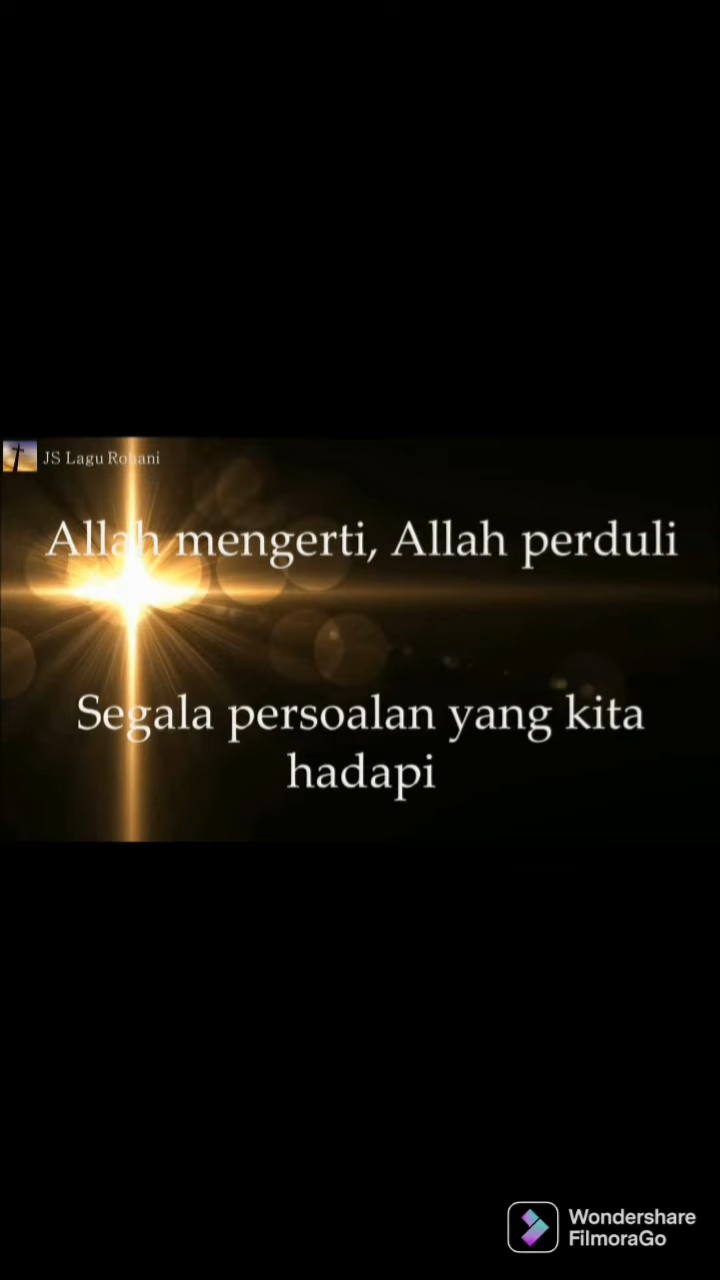 JS Lagu Rohani
Allah mengerti, Allah perduli
Segala persoalan yang kita
hadapi
Wondershare
FilmoraGo